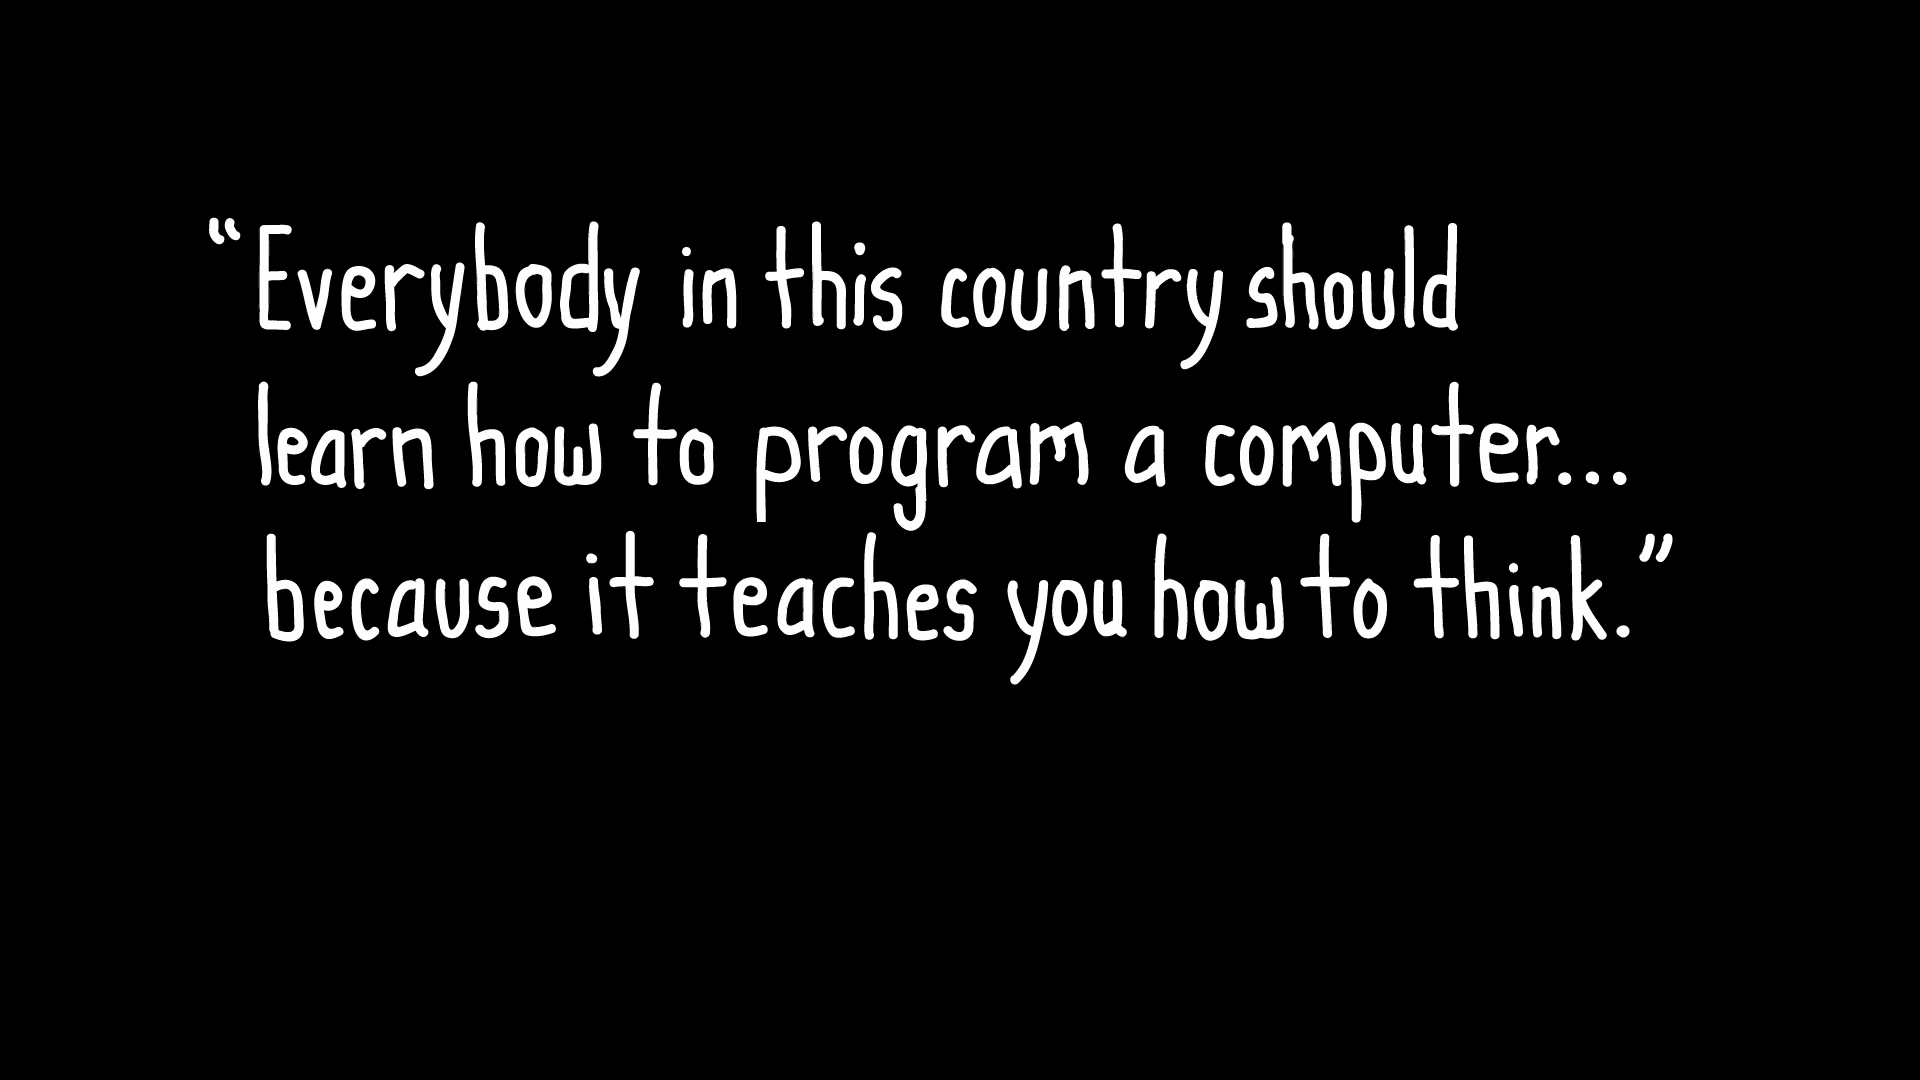 “Everybody in this country should
learn how to program a computer...
because it teaches you how to think.”